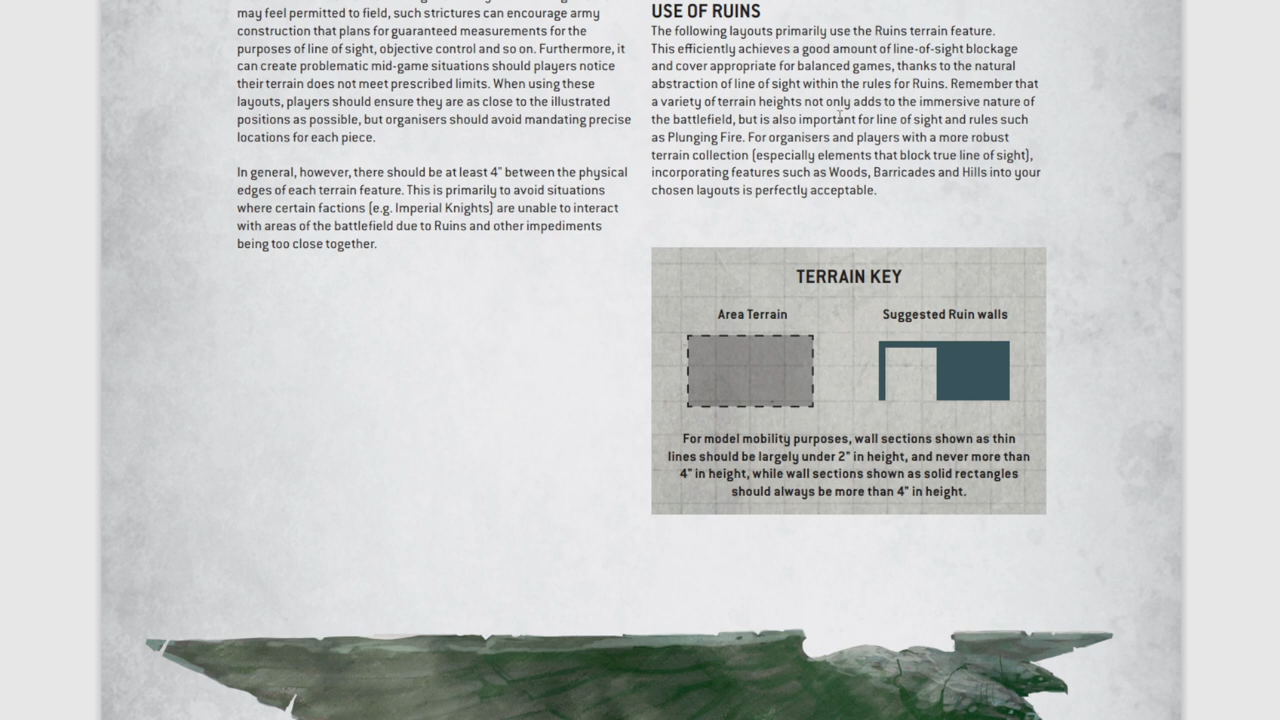 may feel permitted to field, such strictures can encourage army
construction that plans for guaranteed measurements for the
purposes of line of sight, objective control and so on. Furthermore, it
can create problematic mid-game situations should players notice
their terrain does not meet prescribed limits. When using these
layouts, players should ensure they are as close to the illustrated
positions as possible, but organisers should avoid mandating precise
locations for each piece.
In general, however, there should be at least 4" between the physical
edges of each terrain feature. This is primarily to avoid situations
where certain factions (e.g. Imperial Knights) are unable to interact
with areas of the battlefield due to Ruins and other impediments
being too close together.
USE OF RUINS
The following layouts primarily use the Ruins terrain feature.
This efficiently achieves a good amount of line-of-sight blockage
and cover appropriate for balanced games, thanks to the natural
abstraction of line of sight within the rules for Ruins. Remember that
a variety of terrain heights not only adds to the immersive nature of
the battlefield, but is also important for line of sight and rules such
as Plunging Fire. For organisers and players with a more robust
terrain collection (especially elements that block true line of sight),
incorporating features such as Woods, Barricades and Hills into your
chosen layouts is perfectly acceptable.
TERRAIN KEY
Area Terrain
Suggested Ruin walls
For model mobility purposes, wall sections shown as thin
lines should be largely under 2" in height, and never more than
4" in height, while wall sections shown as solid rectangles
should always be more than 4" in height.